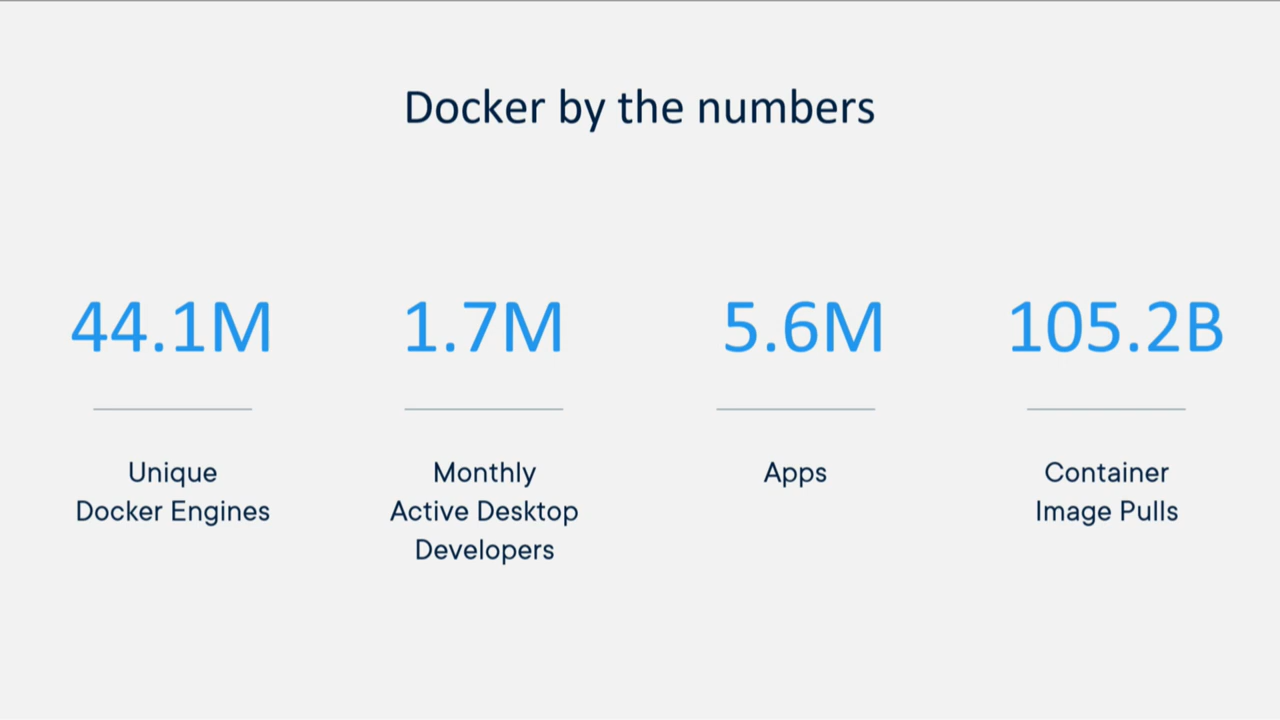 Docker by the numbers
44.1M
Unique
Docker Engines
1.7M
Monthly
Active Desktop
Developers
5.6M
Apps
105.2B
Container
Image Pulls